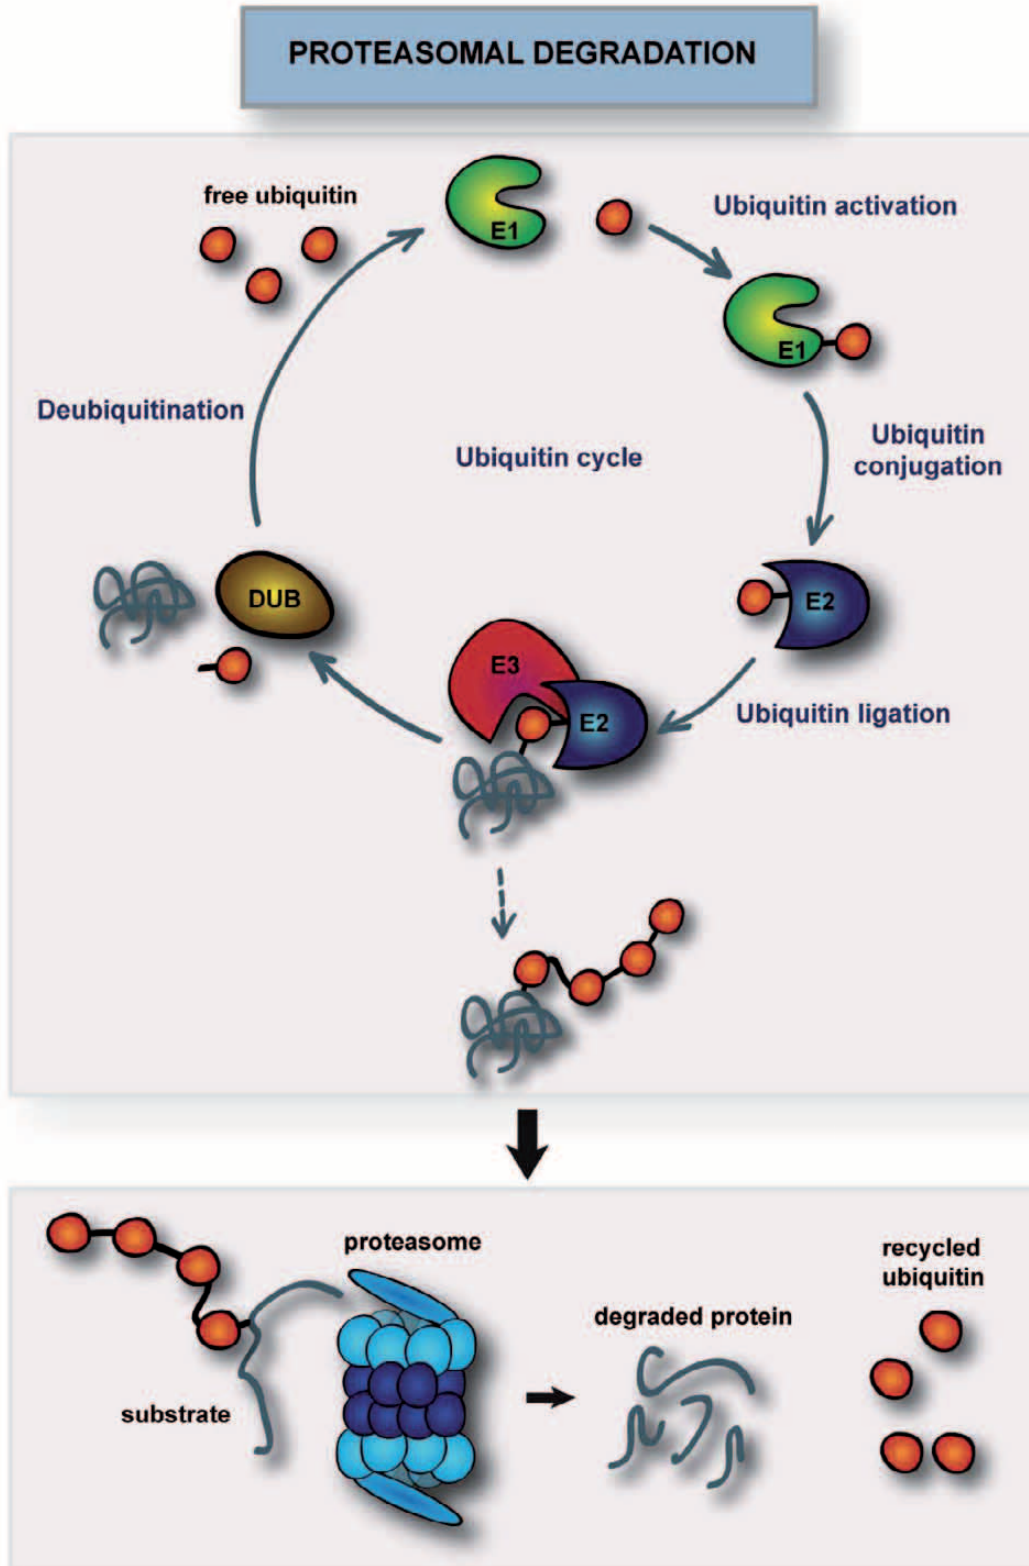 PROTEASOMAL DEGRADATION
free ubiquitin
E1
Ubiquitin activation
E1
Deubiquitination
Ubiquitin cycle
Ubiquitin
conjugation
DUB
E2
E3
E2
Ubiquitin ligation
proteasome
recycled
ubiquitin
degraded protein
substrate